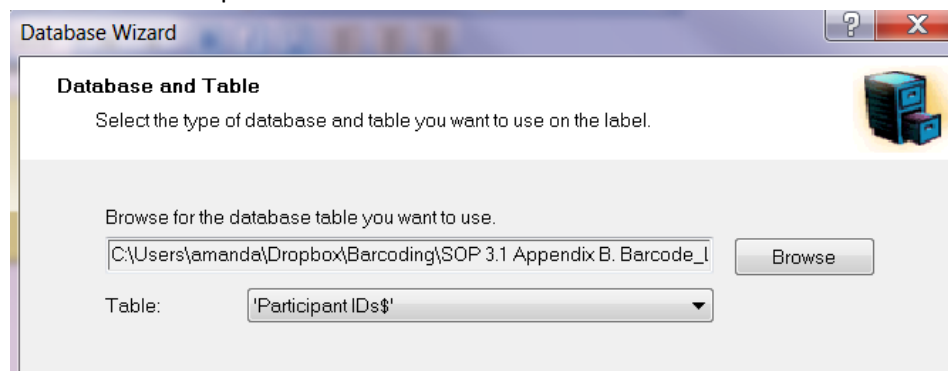 Database Wizard
Database and Table
Select the type of database and table you want to use on the label.
Browse for the database table you want to use.
C:\Users\amanda\Dropbox\Barcoding\SOP 3.1 Appendix B. Barcode_
Browse
Table: 'Participant IDs$'